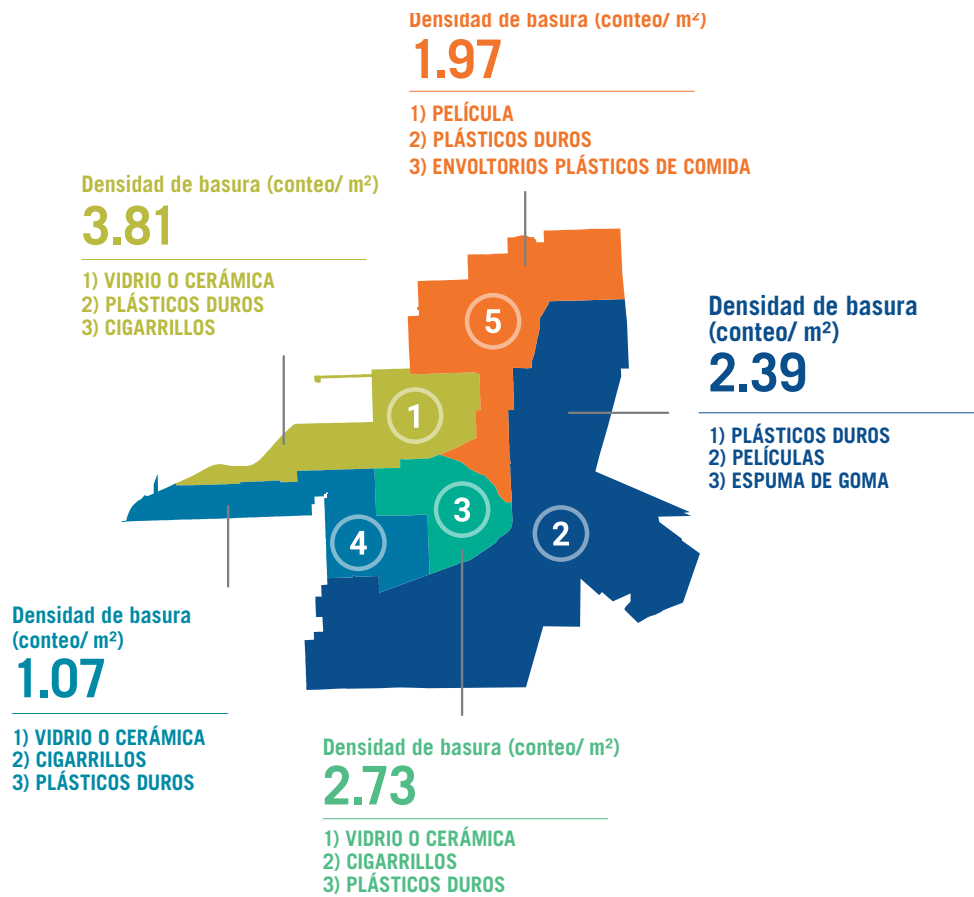 Densidad de basura (conteo/ m²)
1.97
1) PELÍCULA
2) PLÁSTICOS DUROS
3) ENVOLTORIOS PLÁSTICOS DE COMIDA
Densidad de basura (conteo/ m²)
3.81
1) VIDRIO O CERÁMICA
2) PLÁSTICOS DUROS
3) CIGARRILLOS
5
1
Densidad de basura
(conteo/ m²)
2.39
1) PLÁSTICOS DUROS
2) PELÍCULAS
3) ESPUMA DE GOMA
3
4
2
Densidad de basura
(conteo/ m²)
1.07
1) VIDRIO O CERÁMICA
2) CIGARRILLOS
3) PLÁSTICOS DUROS
Densidad de basura (conteo/ m²)
2.73
1) VIDRIO O CERÁMICA
2) CIGARRILLOS
3) PLÁSTICOS DUROS